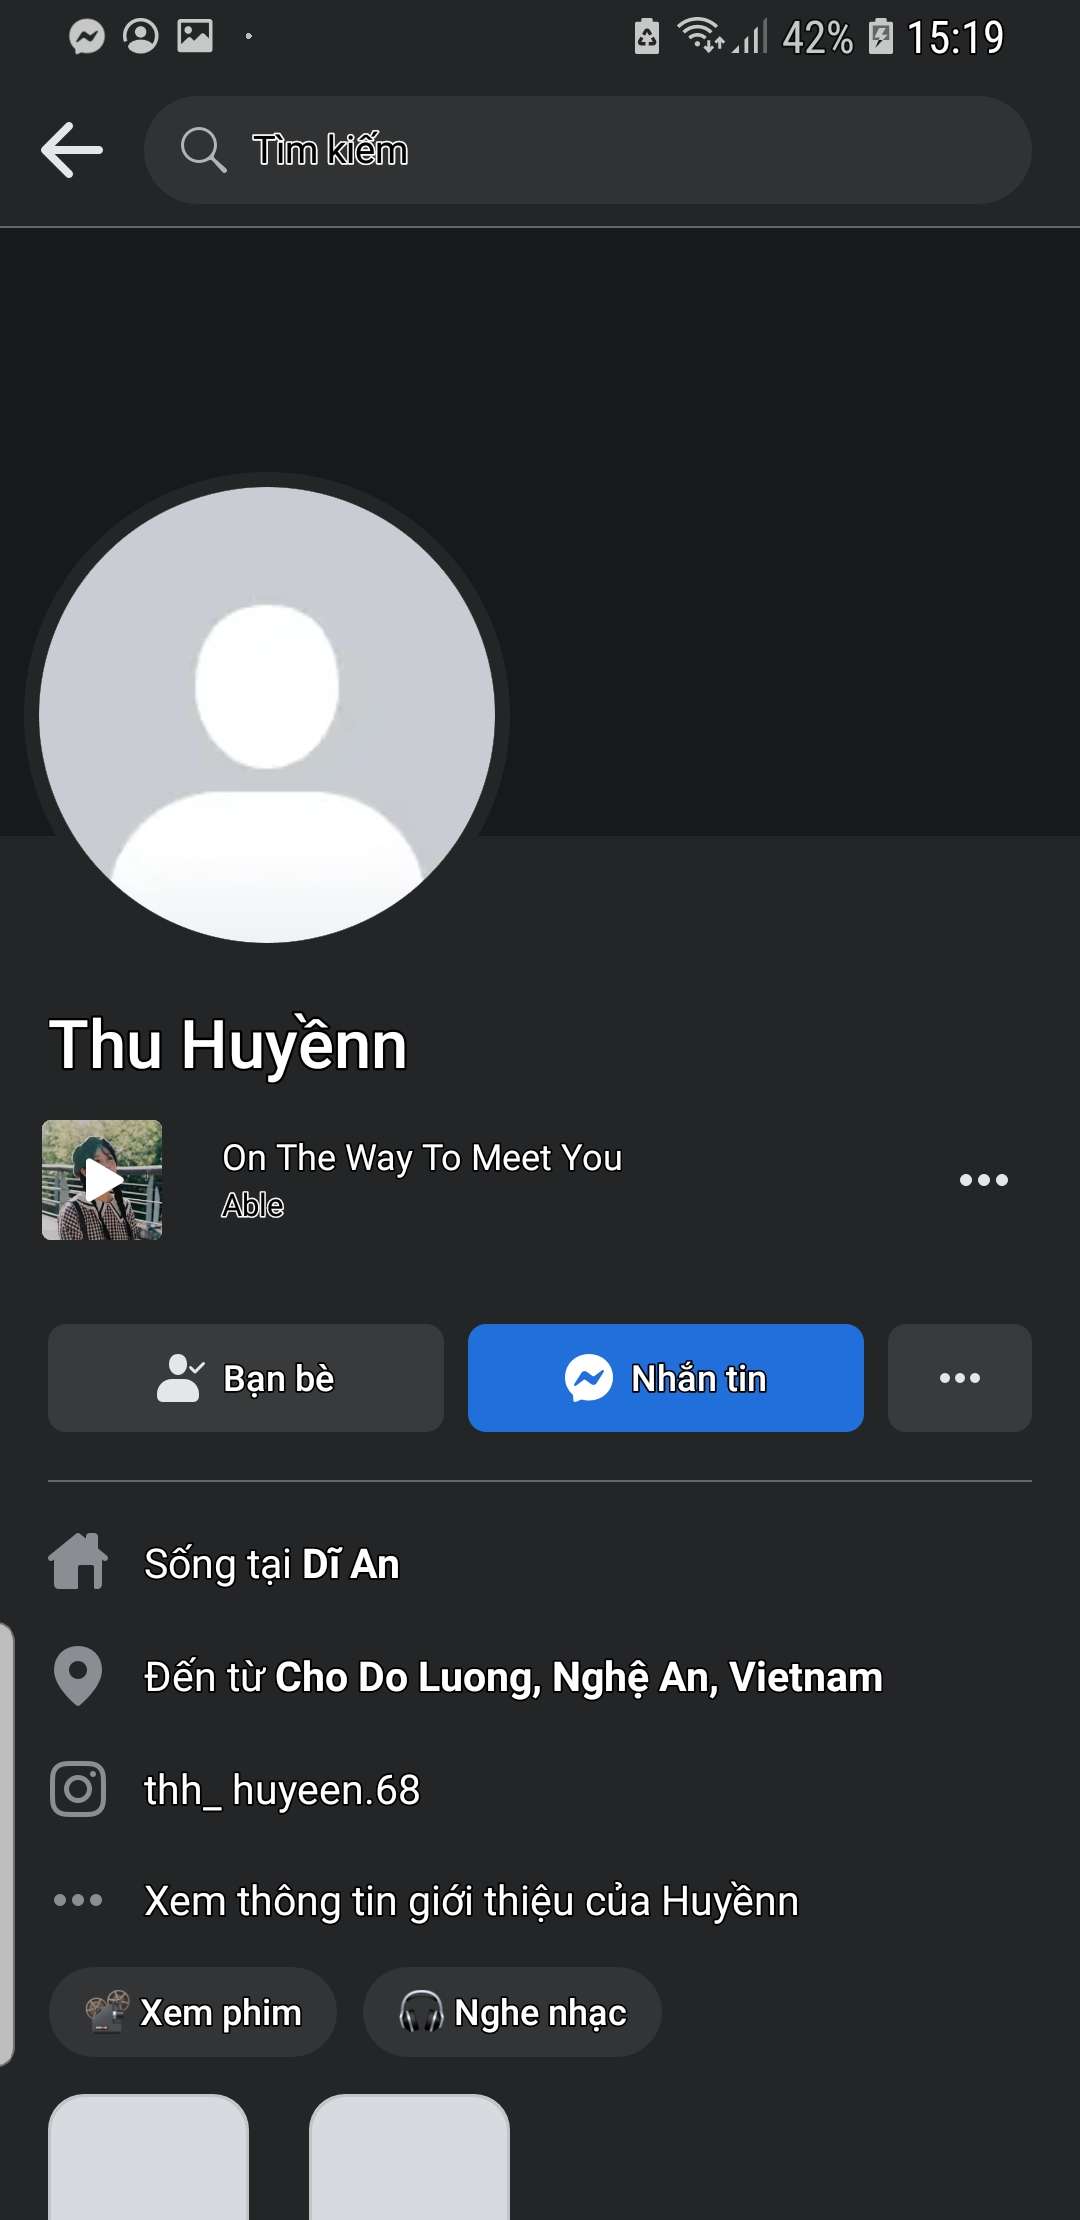 42% 15:19
Tìm kiếm
Thu Huyềnn
On The Way To Meet You
Able
Bạn bè
Nhắn tin
Sống tại Dĩ An
Đến từ Cho Do Luong, Nghệ An, Vietnam
thh_ huyeen.68
Xem thông tin giới thiệu của Huyềnn
Xem phim
Nghe nhạc